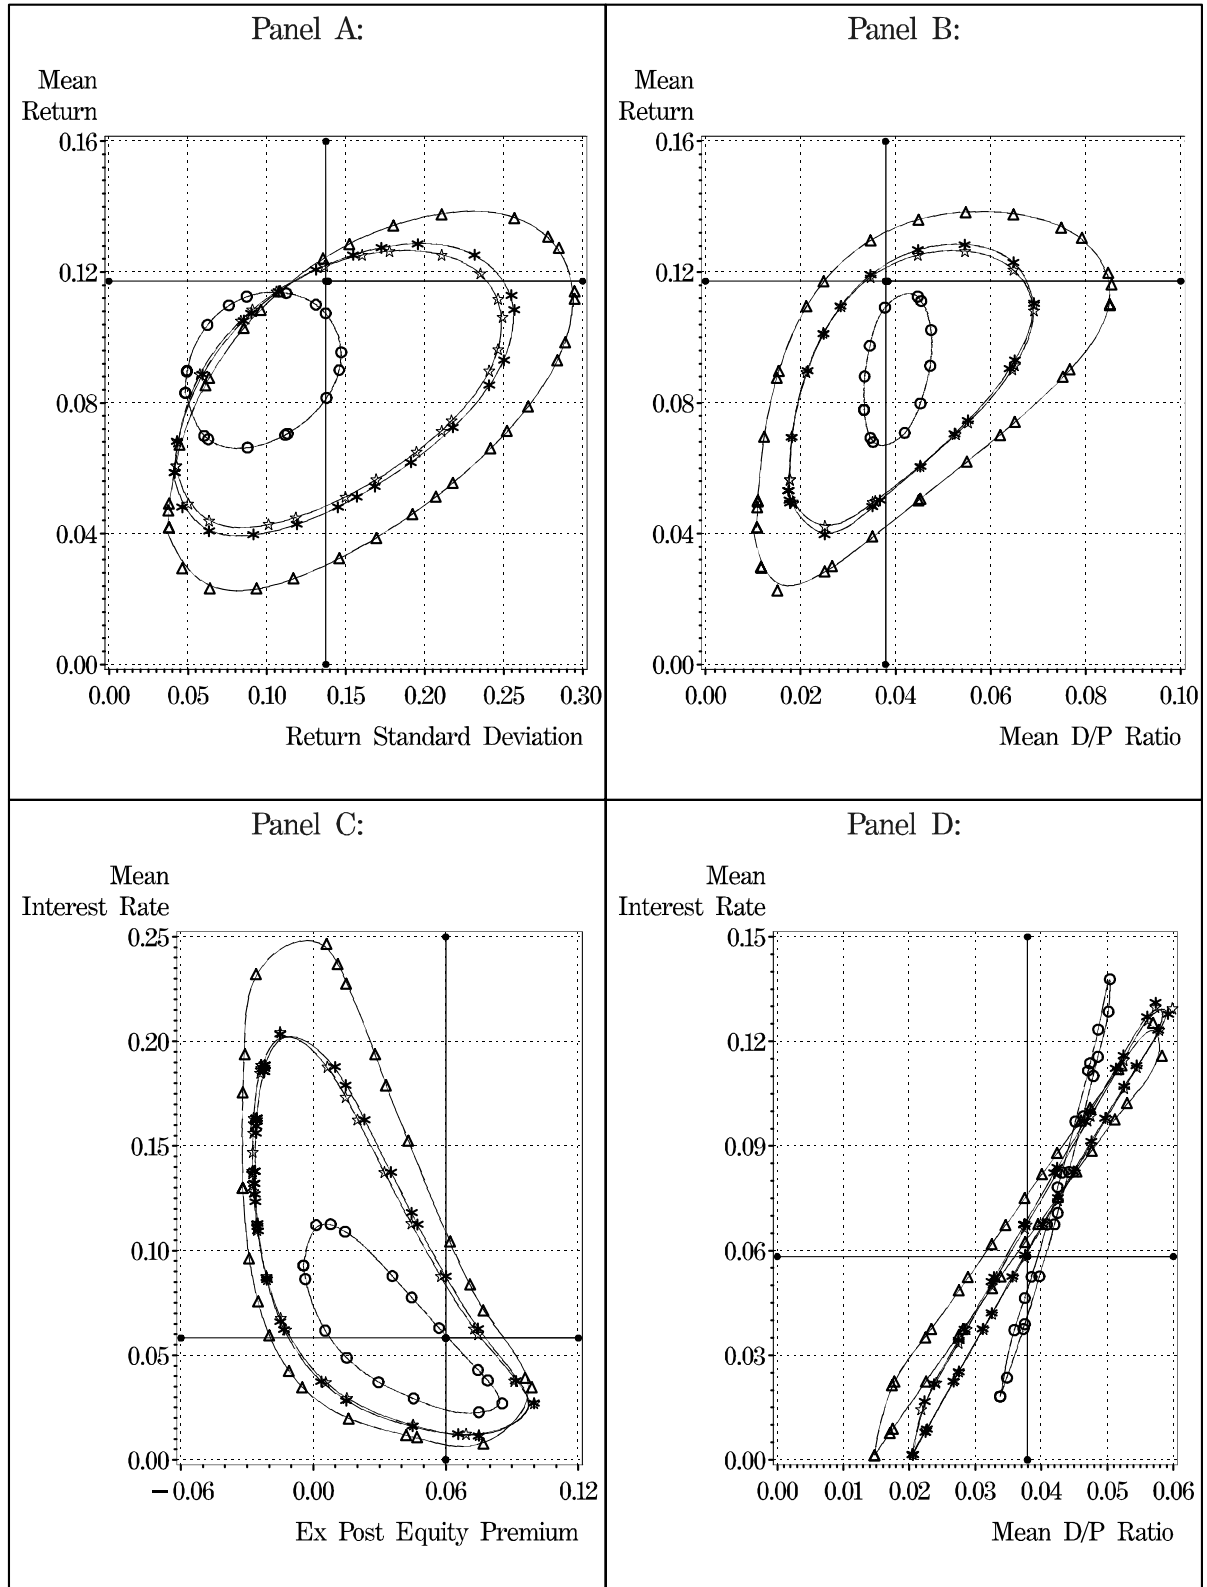 Panel A:
Mean
Return
0.16
0.12
0.08
0.04
0.00
0.00 0.05 0.10 0.15 0.20 0.25 0.30
Return Standard Deviation
Panel B:
Mean
Return
0.16
0.12
0.08
0.04
0.00
0.00 0.02 0.04 0.06 0.08 0.10
Mean D/P Ratio
Panel C:
Mean
Interest Rate
0.25
0.20
0.15
0.10
0.05
0.00
−0.06 0.00 0.06 0.12
Ex Post Equity Premium
Panel D:
Mean
Interest Rate
0.15
0.12
0.09
0.06
0.03
0.00
0.00 0.01 0.02 0.03 0.04 0.05 0.06
Mean D/P Ratio